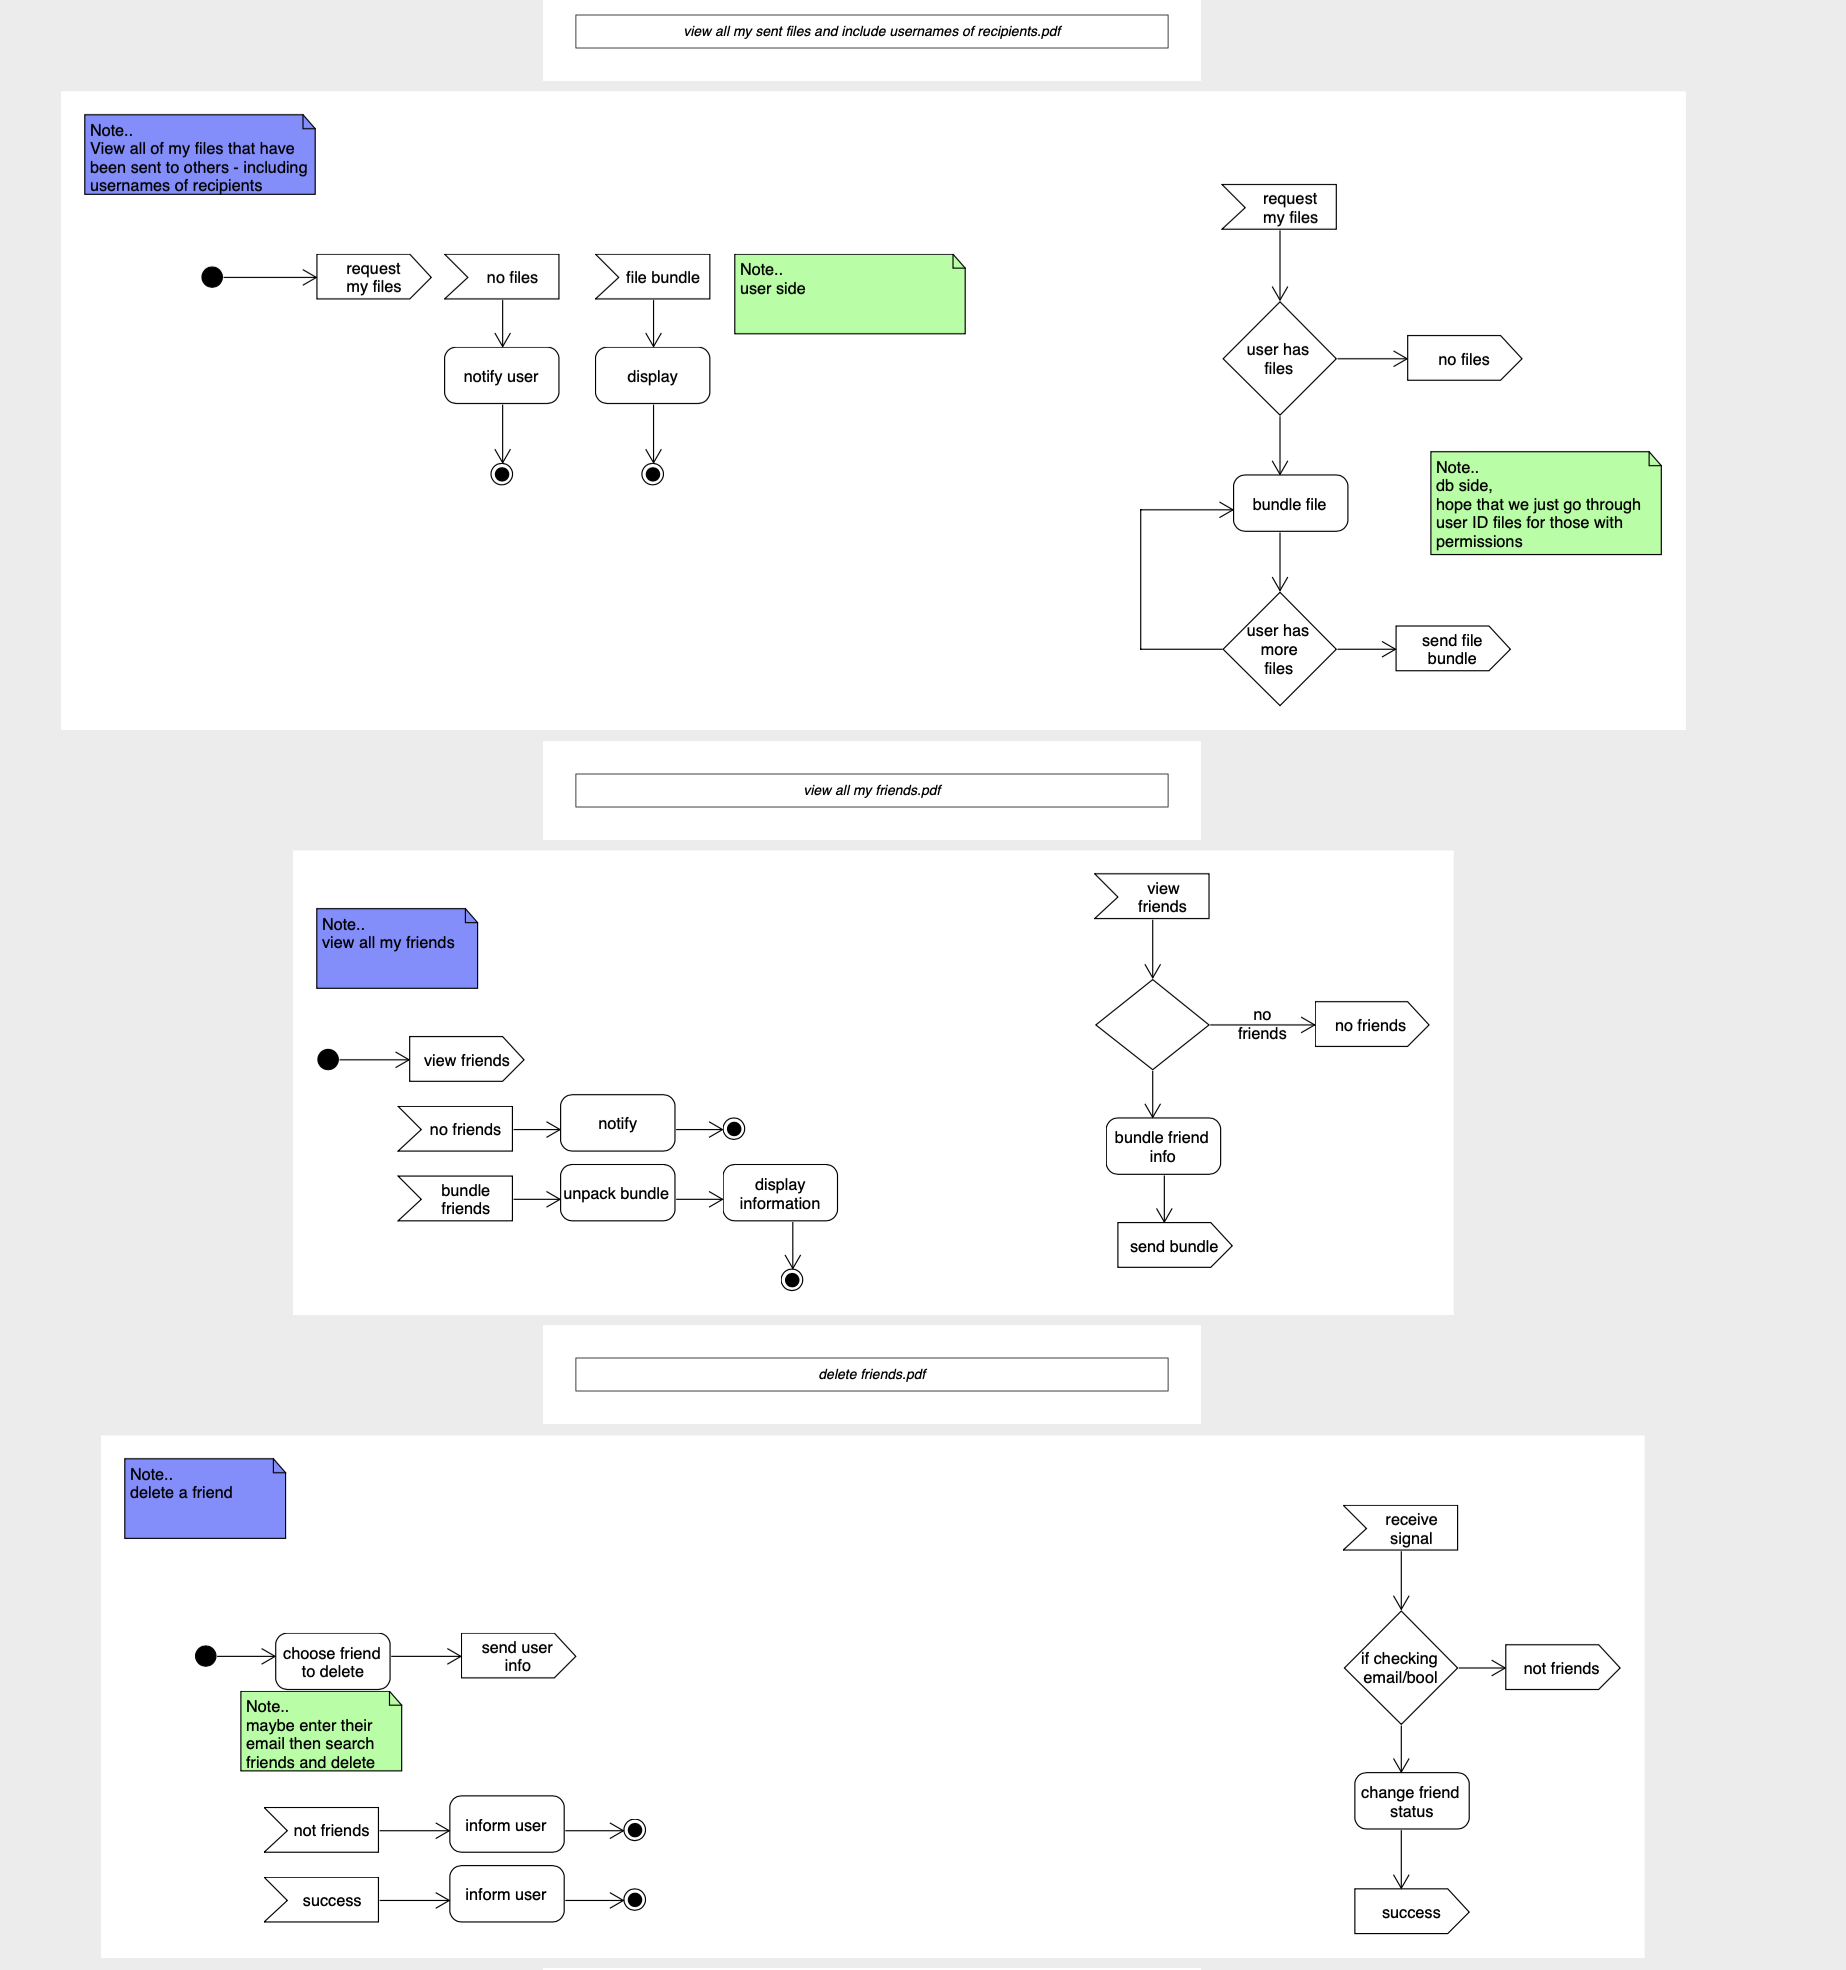 view all my sent files and include usernames of recipients.pdf
Note..
View all of my files that have
been sent to others - including
usernames of recipients
request
my files
no files
file bundle
Note..
user side
notify user
display
request
my files
user has
files
no files
bundle file
Note..
db side,
hope that we just go through
user ID files for those with
permissions
user has
more
files
send file
bundle
view all my friends.pdf
Note..
view all my friends
view friends
no friends
notify
bundle
friends
unpack bundle
display
information
view
friends
no
friends
no friends
bundle friend
info
send bundle
delete friends.pdf
Note..
delete a friend
choose friend
to delete
send user
info
Note..
maybe enter their
email then search
friends and delete
not friends
inform user
success
inform user
receive
signal
if checking
email/bool
not friends
change friend
status
success